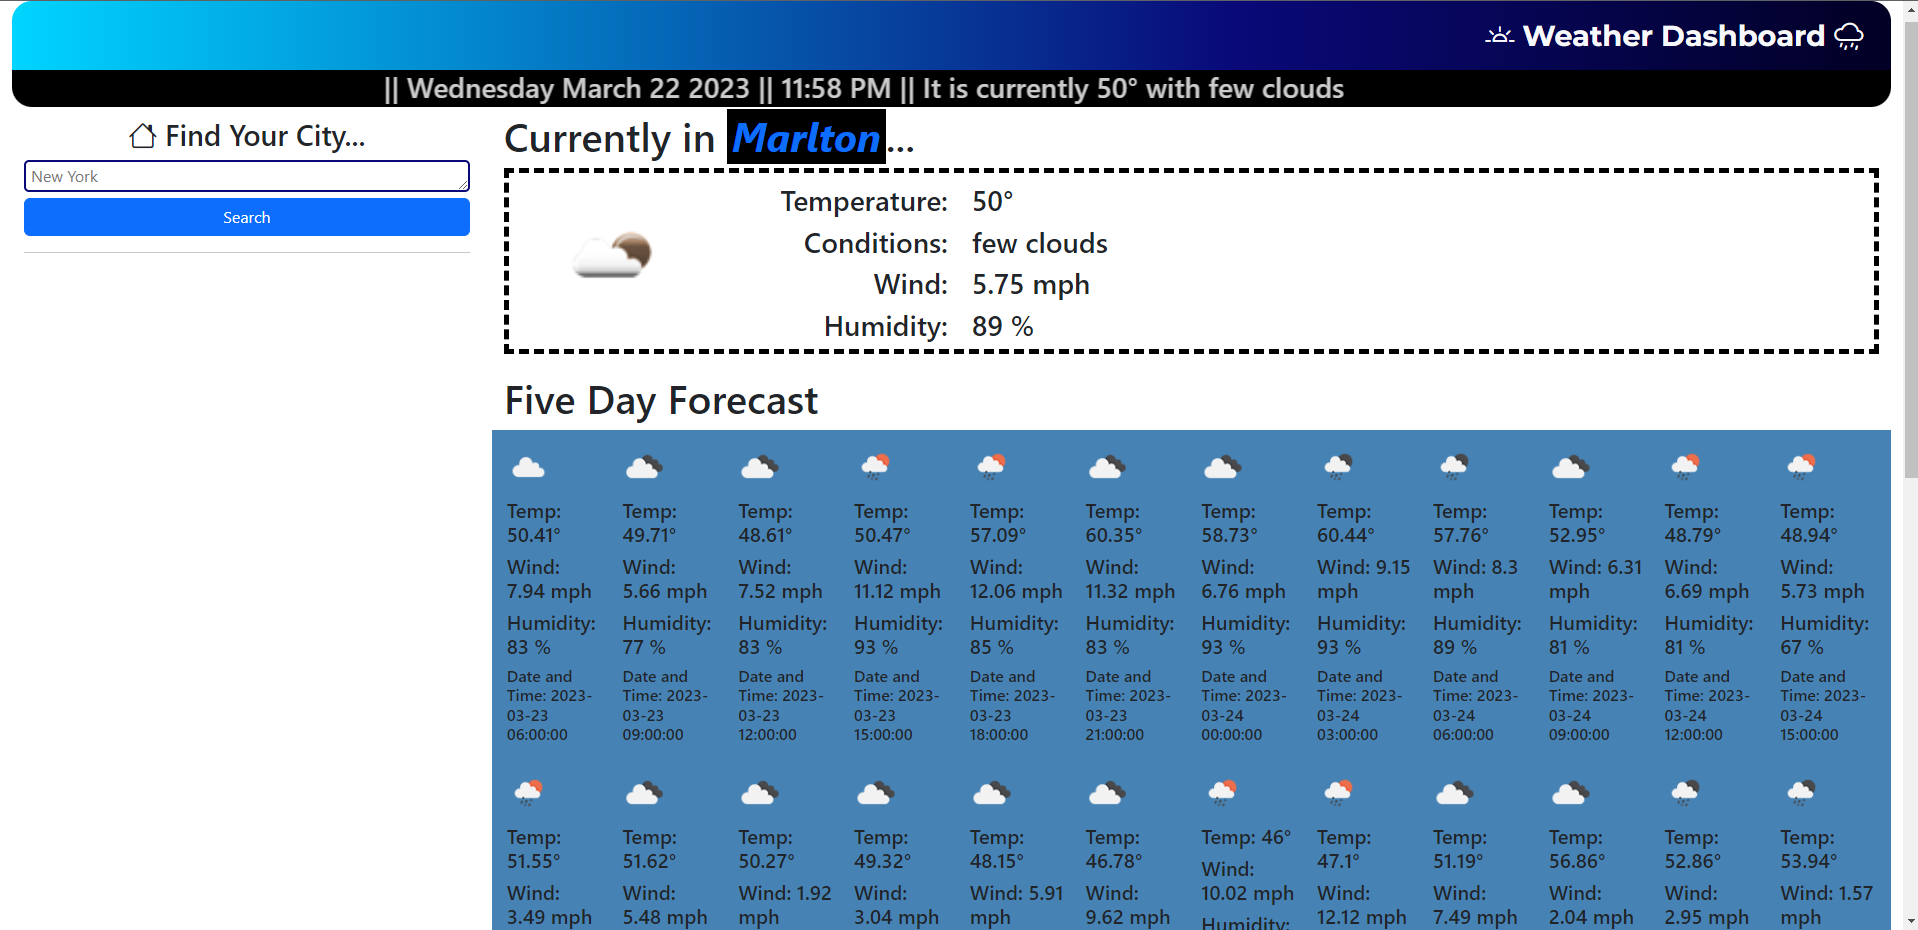 Weather Dashboard
|| Wednesday March 22 2023 || 11:58 PM || It is currently 50° with few clouds
Find Your City...
New York
Search
Currently in Marlton...
Temperature: 50°
Conditions: few clouds
Wind: 5.75 mph
Humidity: 89 %
Five Day Forecast
Temp:
50.41°
Wind:
7.94 mph
Humidity:
83 %
Date and
Time: 2023-
03-23
06:00:00
Temp:
49.71°
Wind:
5.66 mph
Humidity:
77 %
Date and
Time: 2023-
03-23
09:00:00
Temp:
48.61°
Wind:
7.52 mph
Humidity:
83 %
Date and
Time: 2023-
03-23
12:00:00
Temp:
50.47°
Wind:
11.12 mph
Humidity:
93 %
Date and
Time: 2023-
03-23
15:00:00
Temp:
57.09°
Wind:
12.06 mph
Humidity:
85 %
Date and
Time: 2023-
03-23
18:00:00
Temp:
60.35°
Wind:
11.32 mph
Humidity:
83 %
Date and
Time: 2023-
03-23
21:00:00
Temp:
58.73°
Wind:
6.76 mph
Humidity:
93 %
Date and
Time: 2023-
03-24
00:00:00
Temp:
60.44°
Wind: 9.15
mph
Humidity:
93 %
Date and
Time: 2023-
03-24
03:00:00
Temp:
57.76°
Wind: 8.3
mph
Humidity:
89 %
Date and
Time: 2023-
03-24
06:00:00
Temp:
52.95°
Wind: 6.31
mph
Humidity:
81 %
Date and
Time: 2023-
03-24
09:00:00
Temp:
48.79°
Wind:
6.69 mph
Humidity:
81 %
Date and
Time: 2023-
03-24
12:00:00
Temp:
48.94°
Wind:
5.73 mph
Humidity:
67 %
Date and
Time: 2023-
03-24
15:00:00
Temp:
51.55°
Wind:
3.49 mph
Temp:
51.62°
Wind:
5.48 mph
Temp:
50.27°
Wind: 1.92
mph
Temp:
49.32°
Wind:
3.04 mph
Temp:
48.15°
Wind: 5.91
mph
Temp:
46.78°
Wind:
9.62 mph
Temp: 46°
Wind:
10.02 mph
Humidity:
Temp:
47.1°
Wind:
12.12 mph
Temp:
51.19°
Wind:
7.49 mph
Temp:
56.86°
Wind:
2.04 mph
Temp:
52.86°
Wind:
2.95 mph
Temp:
53.94°
Wind: 1.57
mph